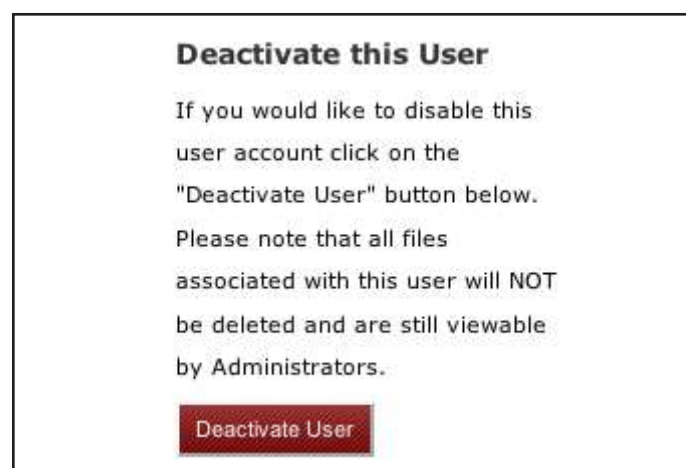 Deactivate this User
If you would like to disable this
user account click on the
"Deactivate User" button below.
Please note that all files
associated with this user will NOT
be deleted and are still viewable
by Administrators.
Deactivate User